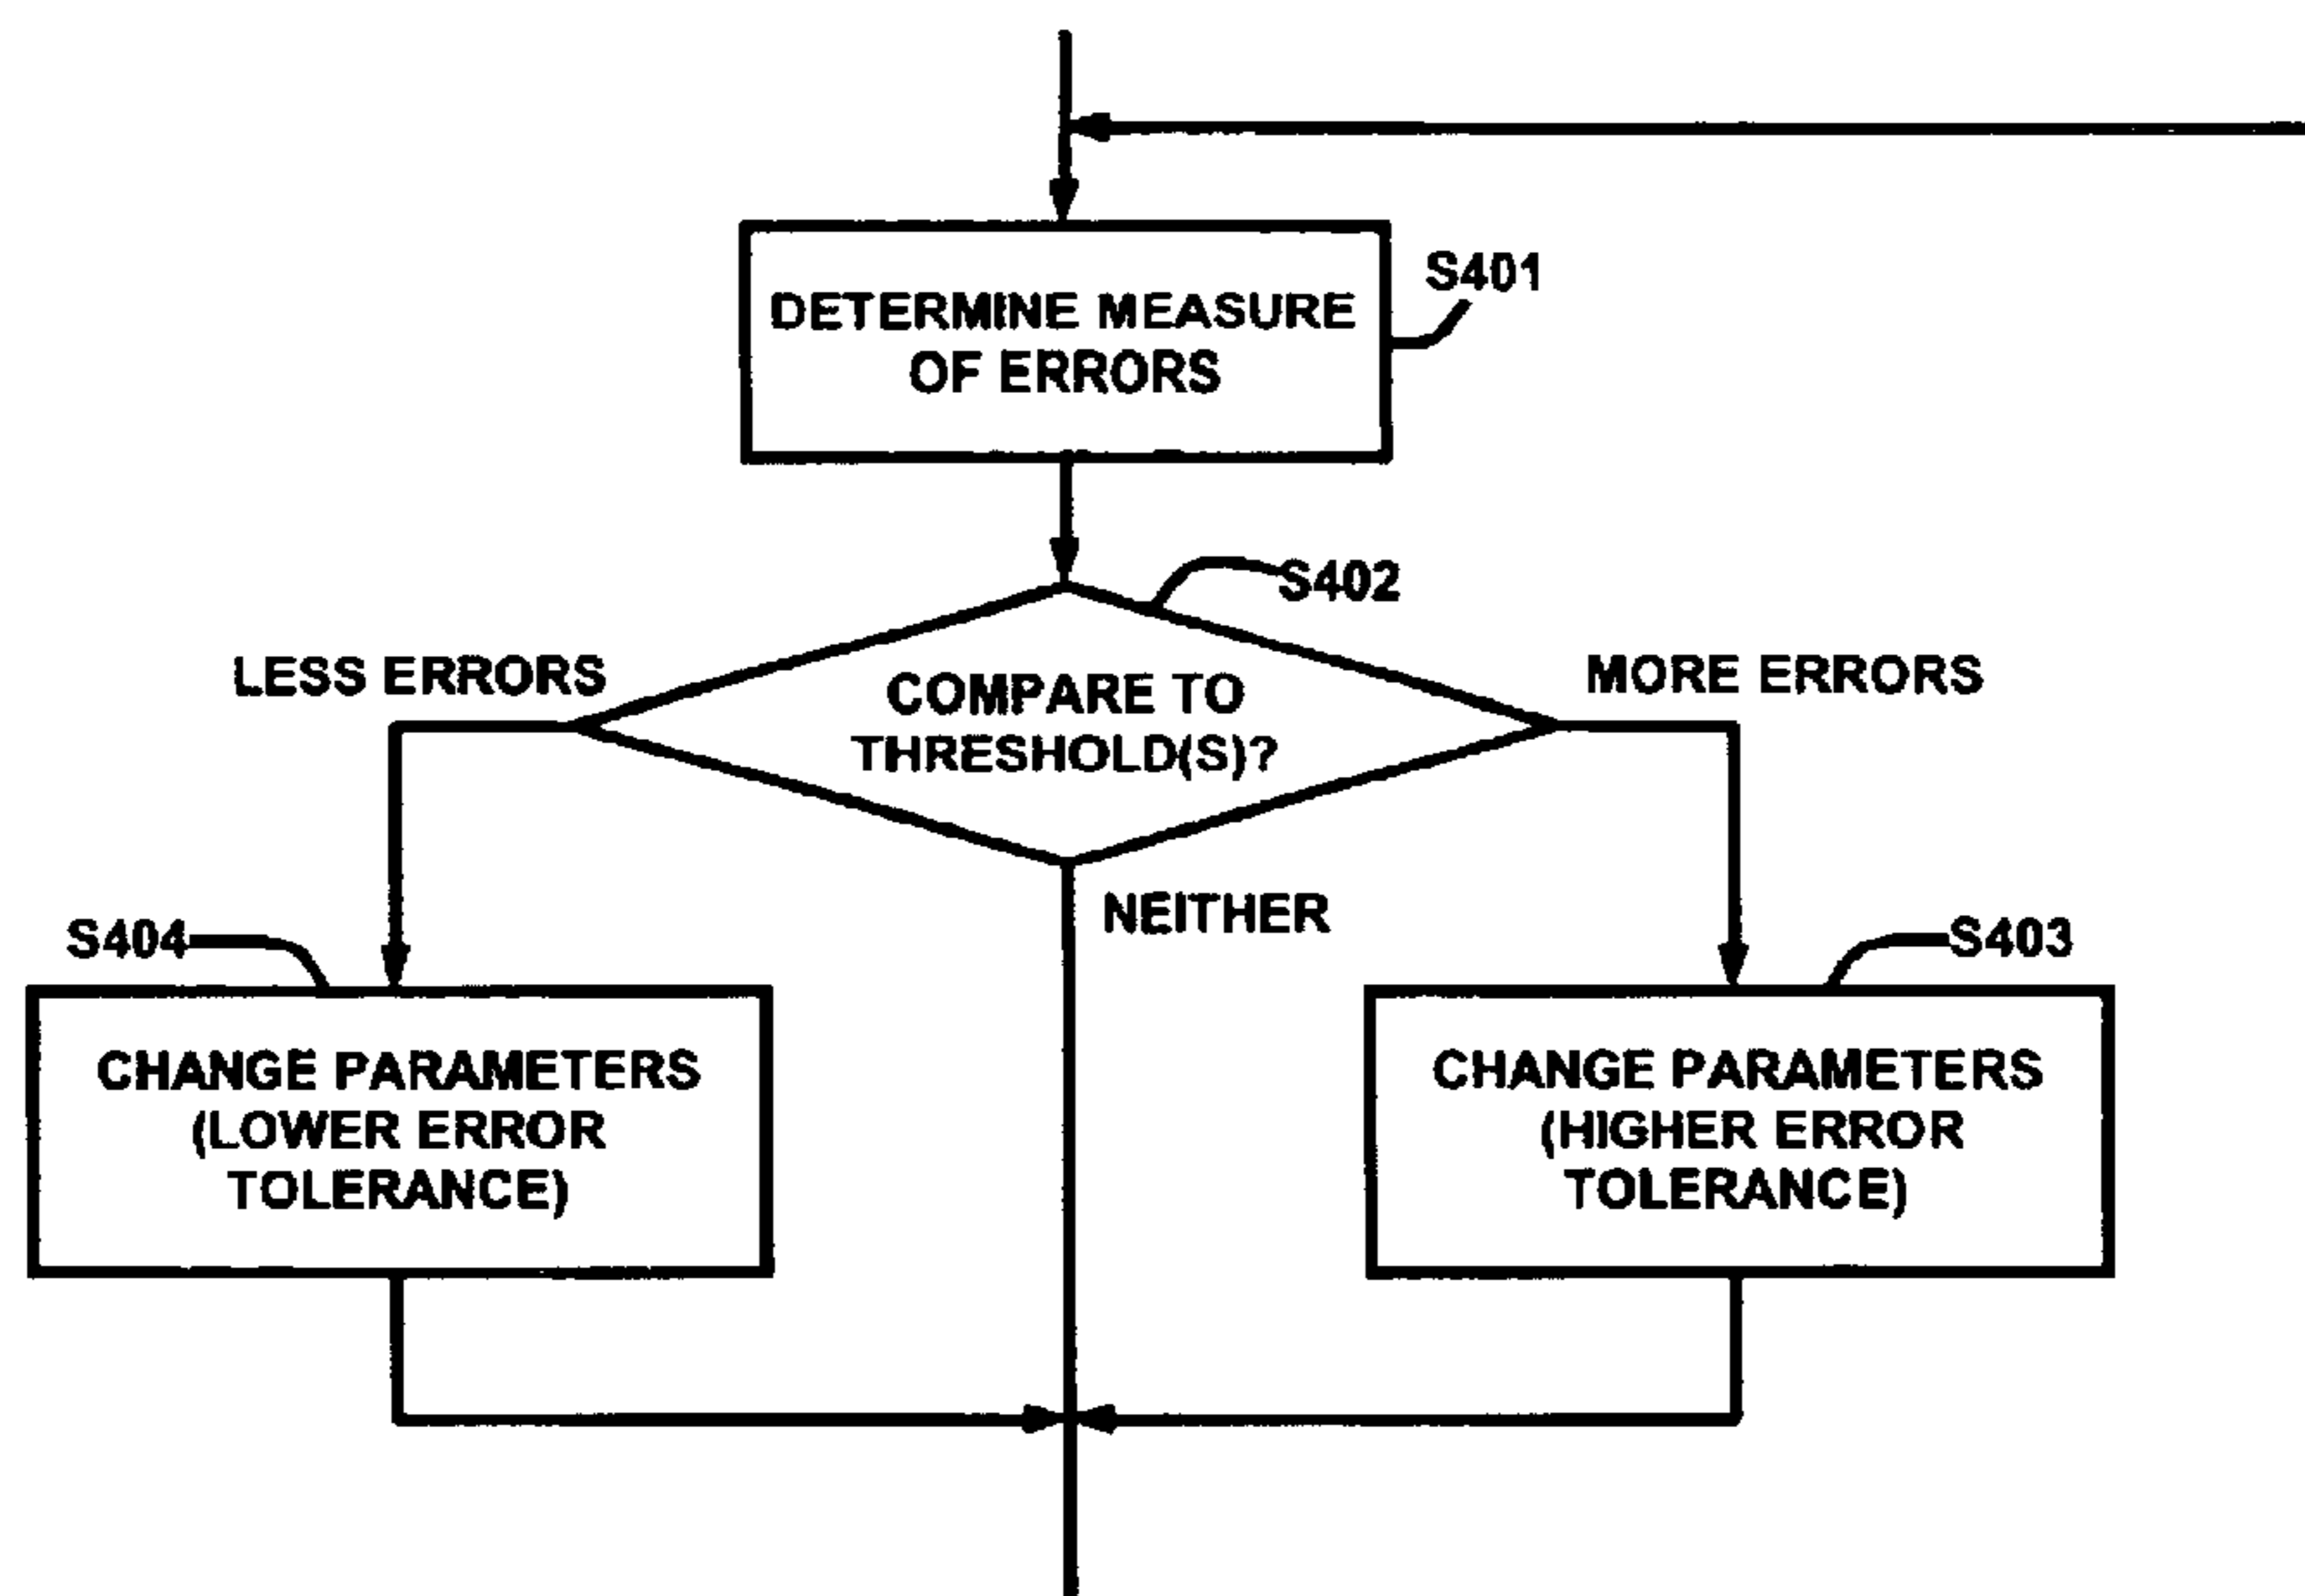 S401
DETERMINE MEASURE
OF ERRORS
S402
LESS ERRORS
COMPARE TO
THRESHOLD(S)?
MORE ERRORS
NEITHER
S404
S403
CHANGE PARAMETERS
(LOWER ERROR
TOLERANCE)
CHANGE PARAMETERS
(HIGHER ERROR
TOLERANCE)